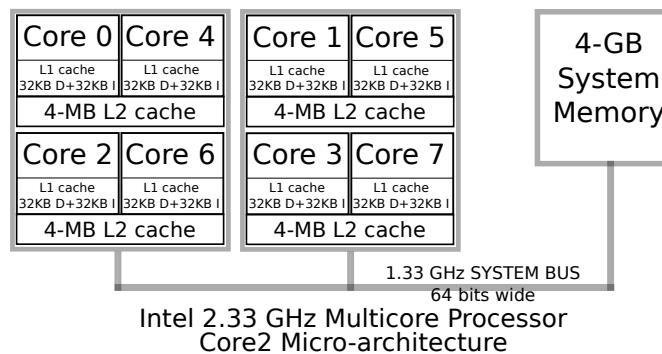 Core 0 Core 4
L1 cache L1 cache
32KB D+32KB I 32KB D+32KB I
4-MB L2 cache
Core 2 Core 6
L1 cache L1 cache
32KB D+32KB I 32KB D+32KB I
4-MB L2 cache
Core 1 Core 5
L1 cache L1 cache
32KB D+32KB I 32KB D+32KB I
4-MB L2 cache
Core 3 Core 7
L1 cache L1 cache
32KB D+32KB I 32KB D+32KB I
4-MB L2 cache
4-GB
System
Memory
1.33 GHz SYSTEM BUS
64 bits wide
Intel 2.33 GHz Multicore Processor
Core2 Micro-architecture